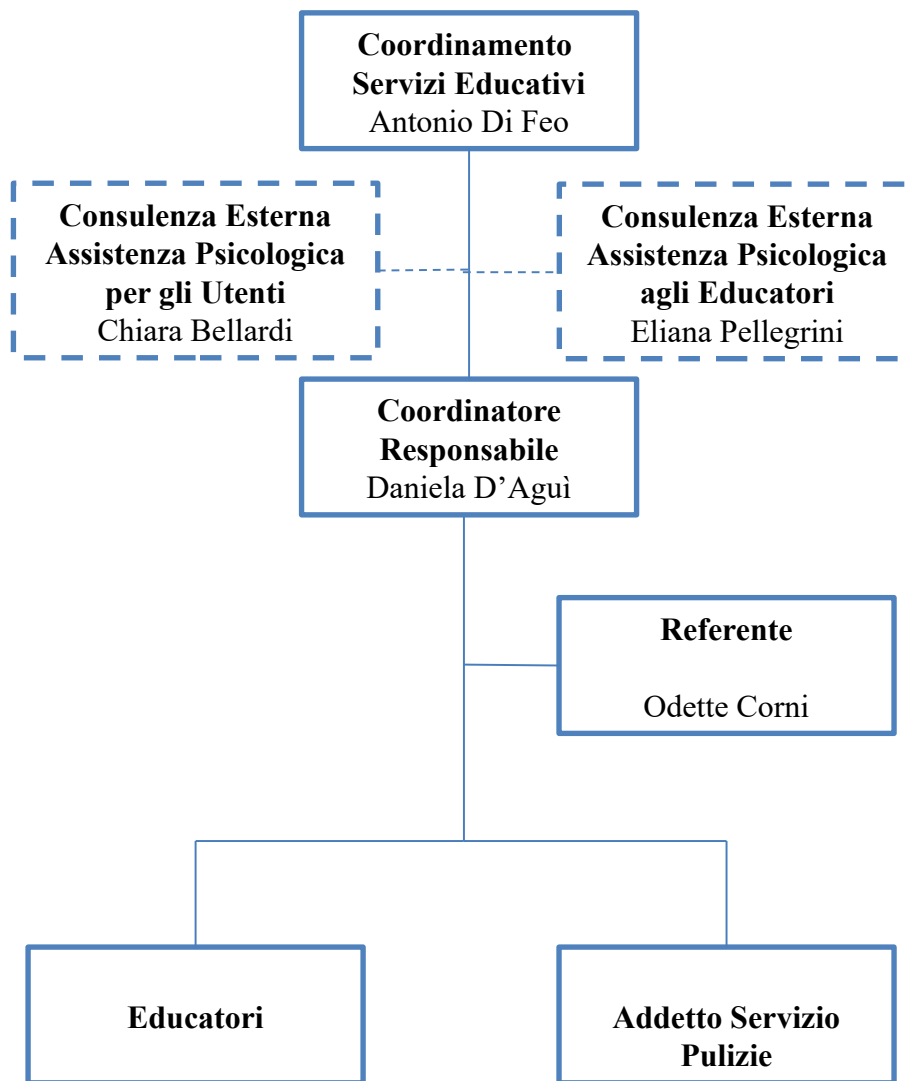 Coordinamento
Servizi Educativi
Antonio Di Feo
Consulenza Esterna
Assistenza Psicologica
per gli Utenti
Chiara Bellardi
Consulenza Esterna
Assistenza Psicologica
agli Educatori
Eliana Pellegrini
Coordinatore
Responsabile
Daniela D’Aguì
Referente
Odette Corni
Educatori
Addetto Servizio
Pulizie